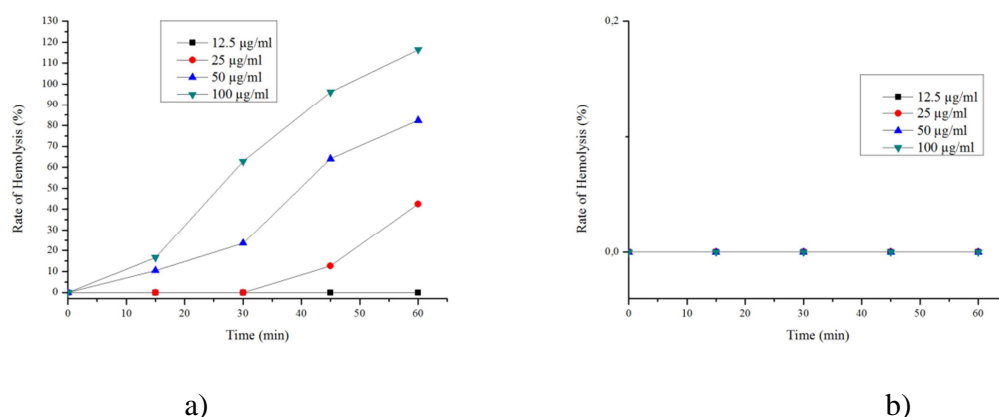 130
120
110
100
90
80
70
60
50
40
30
20
10
0
Rate of Hemolysis (%)
12.5 µg/ml
25 µg/ml
50 µg/ml
100 µg/ml
0 10 20 30 40 50 60
Time (min)
a)
0,2
0,0
Rate of Hemolysis (%)
12.5 µg/ml
25 µg/ml
50 µg/ml
100 µg/ml
0 10 20 30 40 50 60
Time (min)
b)